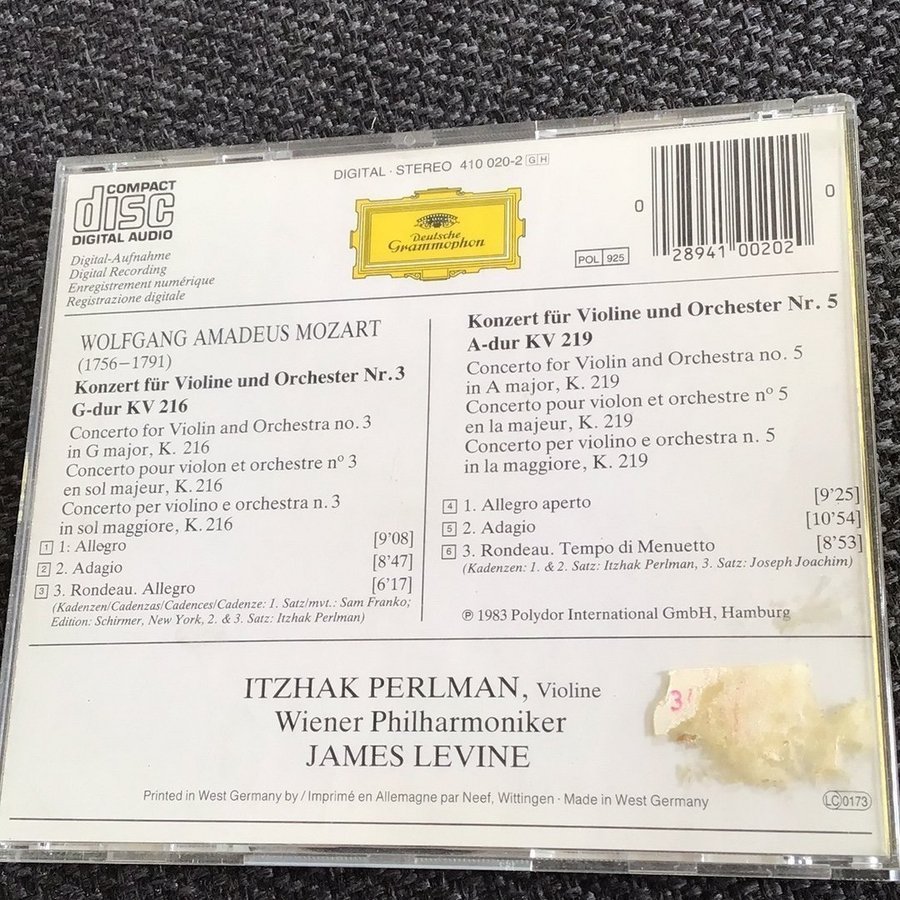 COMPACT
disc
DIGITAL AUDIO
DIGITAL · STEREO 410 020-2 GH
Deutsche
Grammophon
POL 925
0 28941 00202 0
Digital-Aufnahme
Digital Recording
Enregistrement numérique
Registrazione digitale
WOLFGANG AMADEUS MOZART
(1756–1791)
Konzert für Violine und Orchester Nr. 3
G-dur KV 216
Concerto for Violin and Orchestra no. 3
in G major, K. 216
Concerto pour violon et orchestre nº 3
en sol majeur, K. 216
Concerto per violino e orchestra n. 3
in sol maggiore, K. 216
1 1: Allegro [9'08]
2 2. Adagio [8'47]
3 3. Rondeau. Allegro [6'17]
(Kadenzen/Cadenzas/Cadences/Cadenze: 1. Satz/mvt.: Sam Franko;
Edition: Schirmer, New York, 2. & 3. Satz: Itzhak Perlman)
Konzert für Violine und Orchester Nr. 5
A-dur KV 219
Concerto for Violin and Orchestra no. 5
in A major, K. 219
Concerto pour violon et orchestre nº 5
en la majeur, K. 219
Concerto per violino e orchestra n. 5
in la maggiore, K. 219
4 1. Allegro aperto [9'25]
5 2. Adagio [10'54]
6 3. Rondeau. Tempo di Menuetto [8'53]
(Kadenzen: 1. & 2. Satz: Itzhak Perlman, 3. Satz: Joseph Joachim)
℗ 1983 Polydor International GmbH, Hamburg
ITZHAK PERLMAN, Violine
Wiener Philharmoniker
JAMES LEVINE
3
Printed in West Germany by / Imprimé en Allemagne par Neef, Wittingen · Made in West Germany
LC 0173